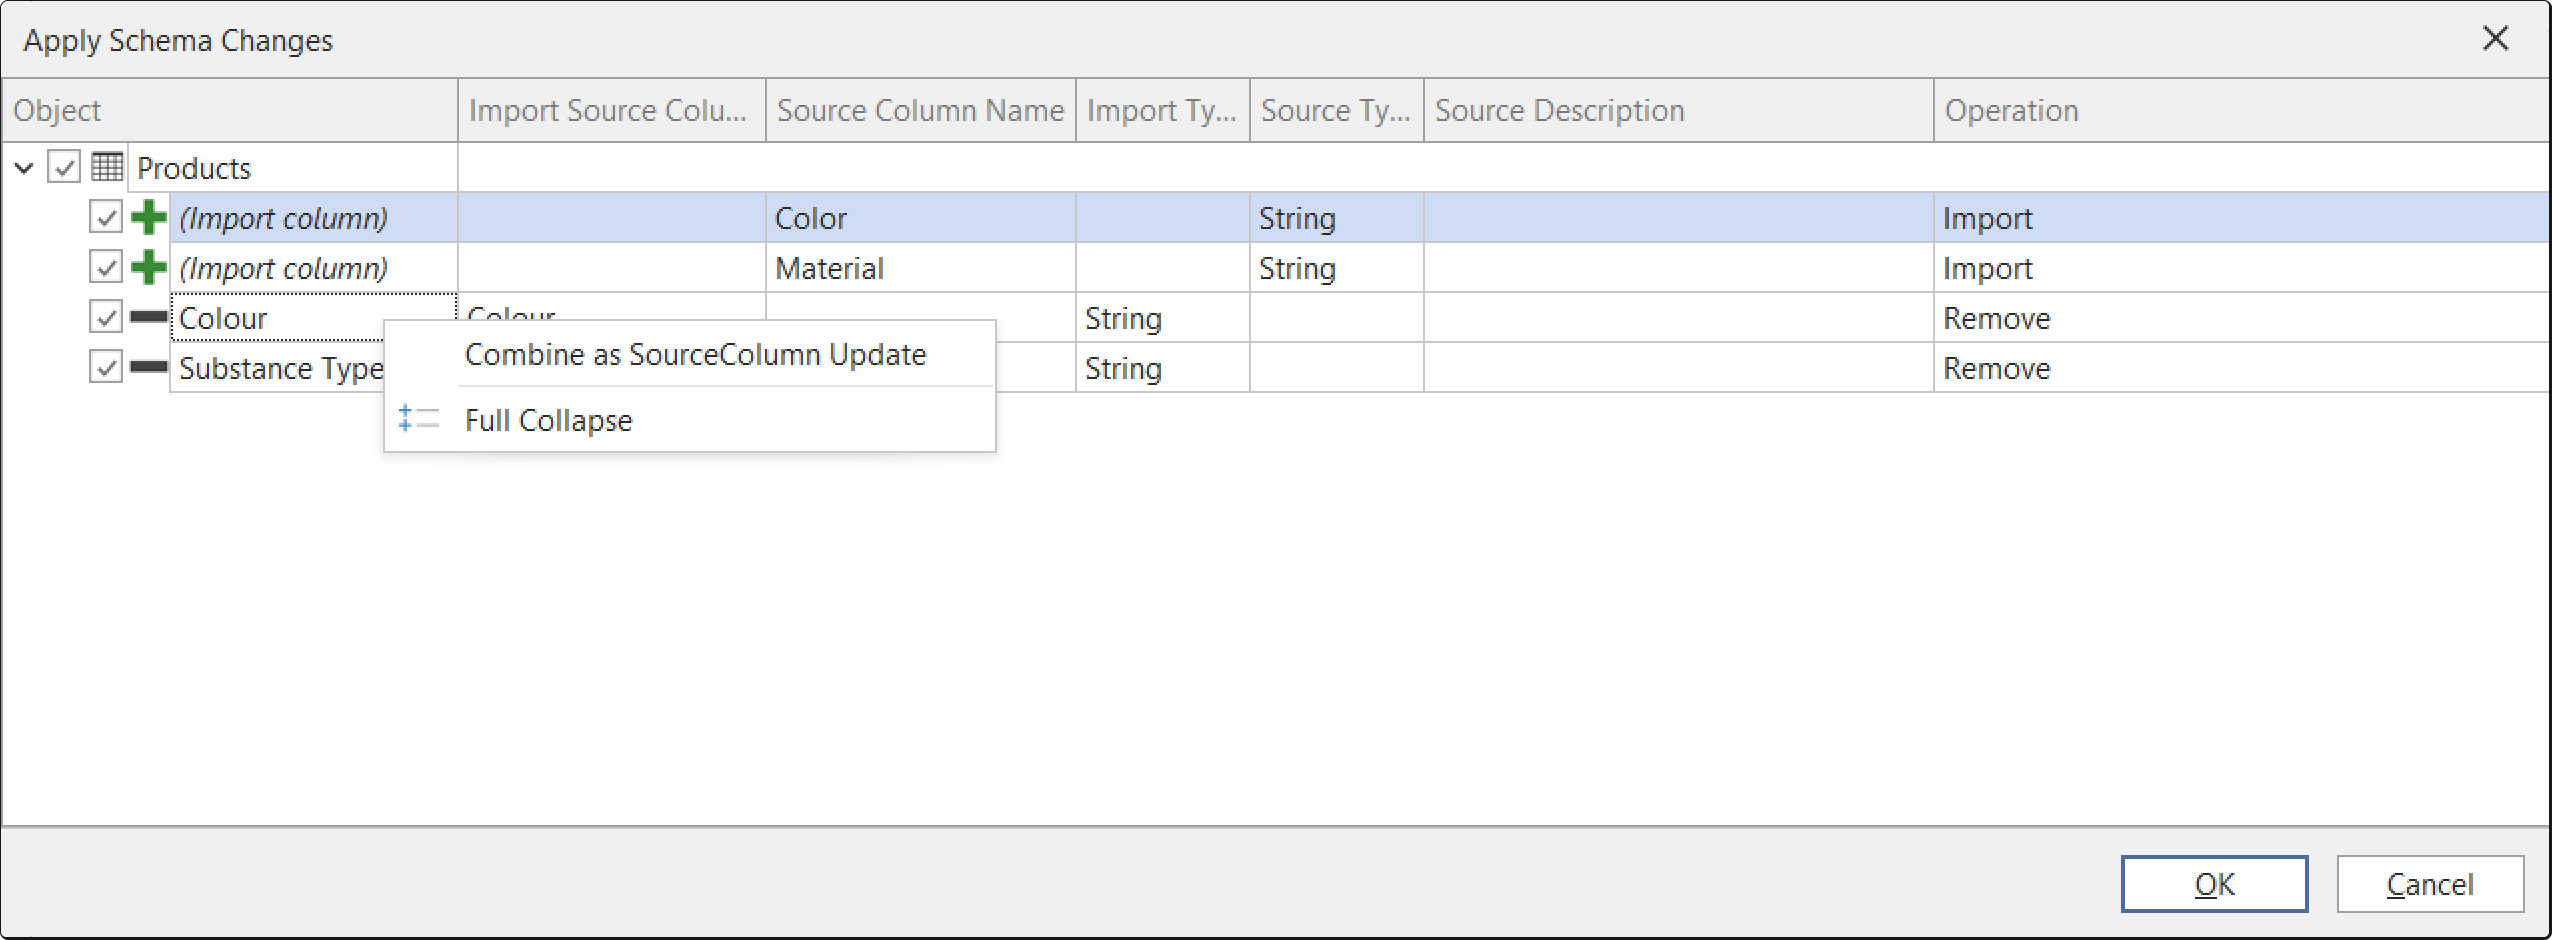 Apply Schema Changes
Object Import Source Colu... Source Column Name Import Ty... Source Ty... Source Description Operation
Products
(Import column) Color String Import
(Import column) Material String Import
Colour Colour String Remove
Substance Type String Remove
Combine as SourceColumn Update
Full Collapse
OK Cancel